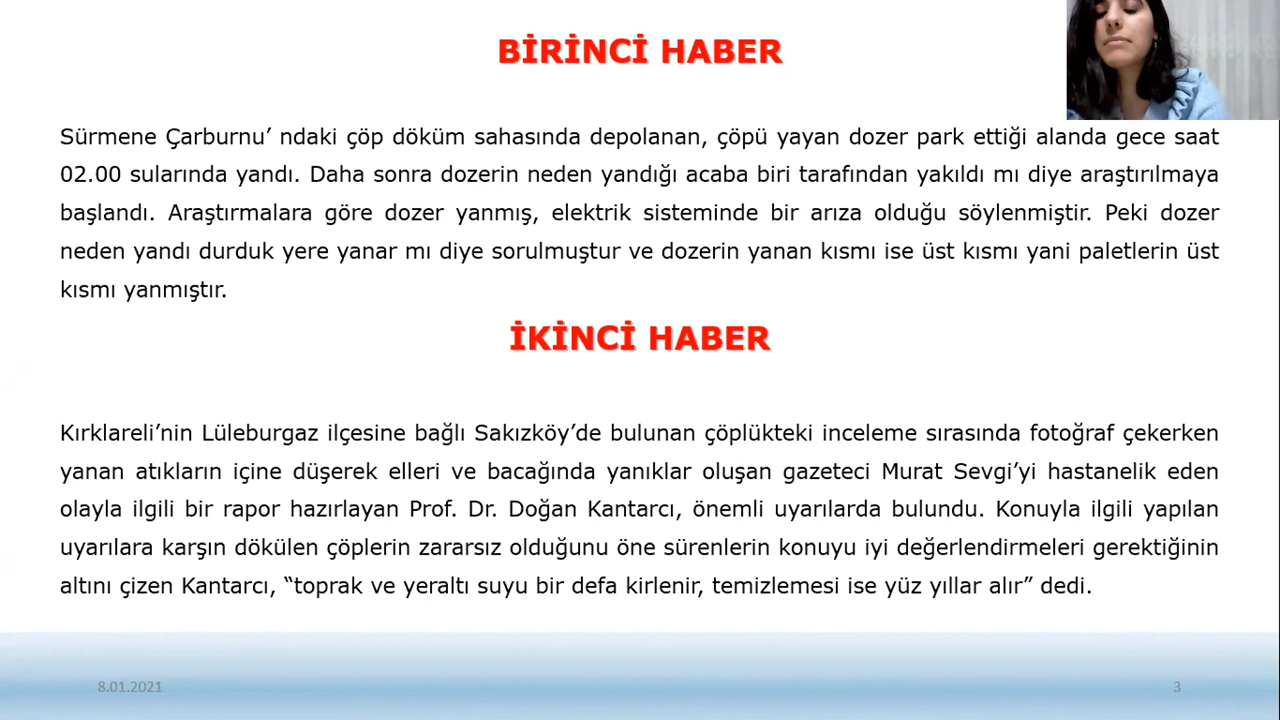 BİRİNCİ HABER
Sürmene Çarburnu’ ndaki çöp döküm sahasında depolanan, çöpü yayan dozer park ettiği alanda gece saat
02.00 sularında yandı. Daha sonra dozerin neden yandığı acaba biri tarafından yakıldı mı diye araştırılmaya
başlandı. Araştırmalara göre dozer yanmış, elektrik sisteminde bir arıza olduğu söylenmiştir. Peki dozer
neden yandı durduk yere yanar mı diye sorulmuştur ve dozerin yanan kısmı ise üst kısmı yani paletlerin üst
kısmı yanmıştır.
İKİNCİ HABER
Kırklareli’nin Lüleburgaz ilçesine bağlı Sakızköy’de bulunan çöplükteki inceleme sırasında fotoğraf çekerken
yanan atıkların içine düşerek elleri ve bacağında yanıklar oluşan gazeteci Murat Sevgi’yi hastanelik eden
olayla ilgili bir rapor hazırlayan Prof. Dr. Doğan Kantarcı, önemli uyarılarda bulundu. Konuyla ilgili yapılan
uyarılara karşın dökülen çöplerin zararsız olduğunu öne sürenlerin konuyu iyi değerlendirmeleri gerektiğinin
altını çizen Kantarcı, “toprak ve yeraltı suyu bir defa kirlenir, temizlemesi ise yüz yıllar alır” dedi.
8.01.2021
3